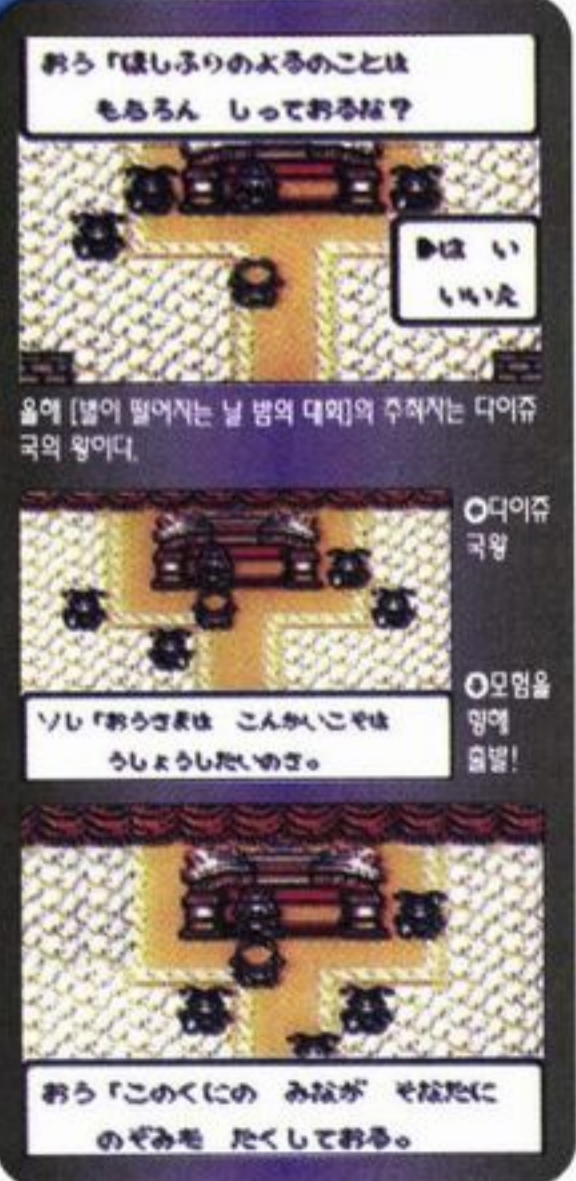 おう「ほしふりのよるのことは
もちろん しっておるな?
▶は い
いいえ
올해 [별이 떨어지는 날 밤의 대회]의 주최자는 다이쥬
국의 왕이다.
○다이쥬
국왕
○모험을
향해
출발!
ソレ「おうさまは こんかいこそは
うしょうしたいのさ。
おう「このくにの みなが そなたに
のぞみを たくしておる。